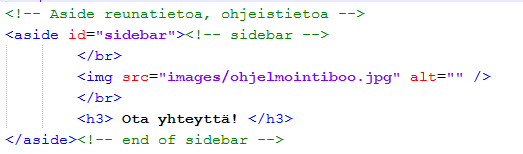 <!-- Aside reunatietoa, ohjeistietoa -->
<aside id="sidebar"><!-- sidebar -->
</br>
<img src="images/ohjelmointiboo.jpg" alt="" />
</br>
<h3> Ota yhteyttä! </h3>
</aside><!-- end of sidebar -->